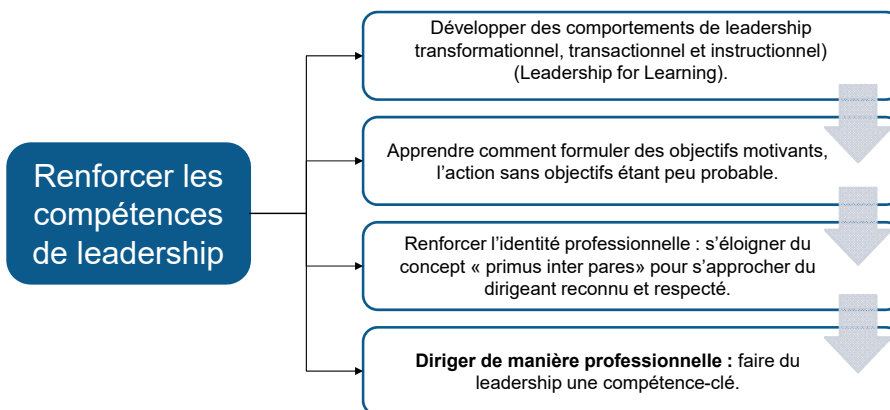 Renforcer les
compétences
de leadership
Développer des comportements de leadership
transformationnel, transactionnel et instructionnel)
(Leadership for Learning).
Apprendre comment formuler des objectifs motivants,
l’action sans objectifs étant peu probable.
Renforcer l’identité professionnelle : s’éloigner du
concept « primus inter pares» pour s’approcher du
dirigeant reconnu et respecté.
Diriger de manière professionnelle : faire du
leadership une compétence-clé.